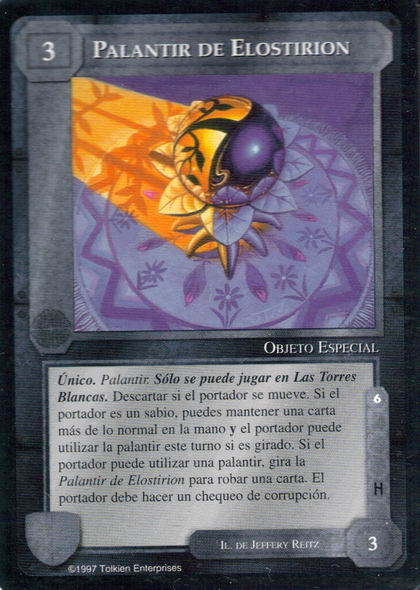 3
PALANTIR DE ELOSTIRION
OBJETO ESPECIAL
Único. Palantir. Sólo se puede jugar en Las Torres
Blancas. Descartar si el portador se mueve. Si el
portador es un sabio, puedes mantener una carta
más de lo normal en la mano y el portador puede
utilizar la palantir este turno si es girado. Si el
portador puede utilizar una palantir, gira la
Palantir de Elostirion para robar una carta. El
portador debe hacer un chequeo de corrupción.
6
H
IL. DE JEFFERY REITZ
3
©1997 Tolkien Enterprises